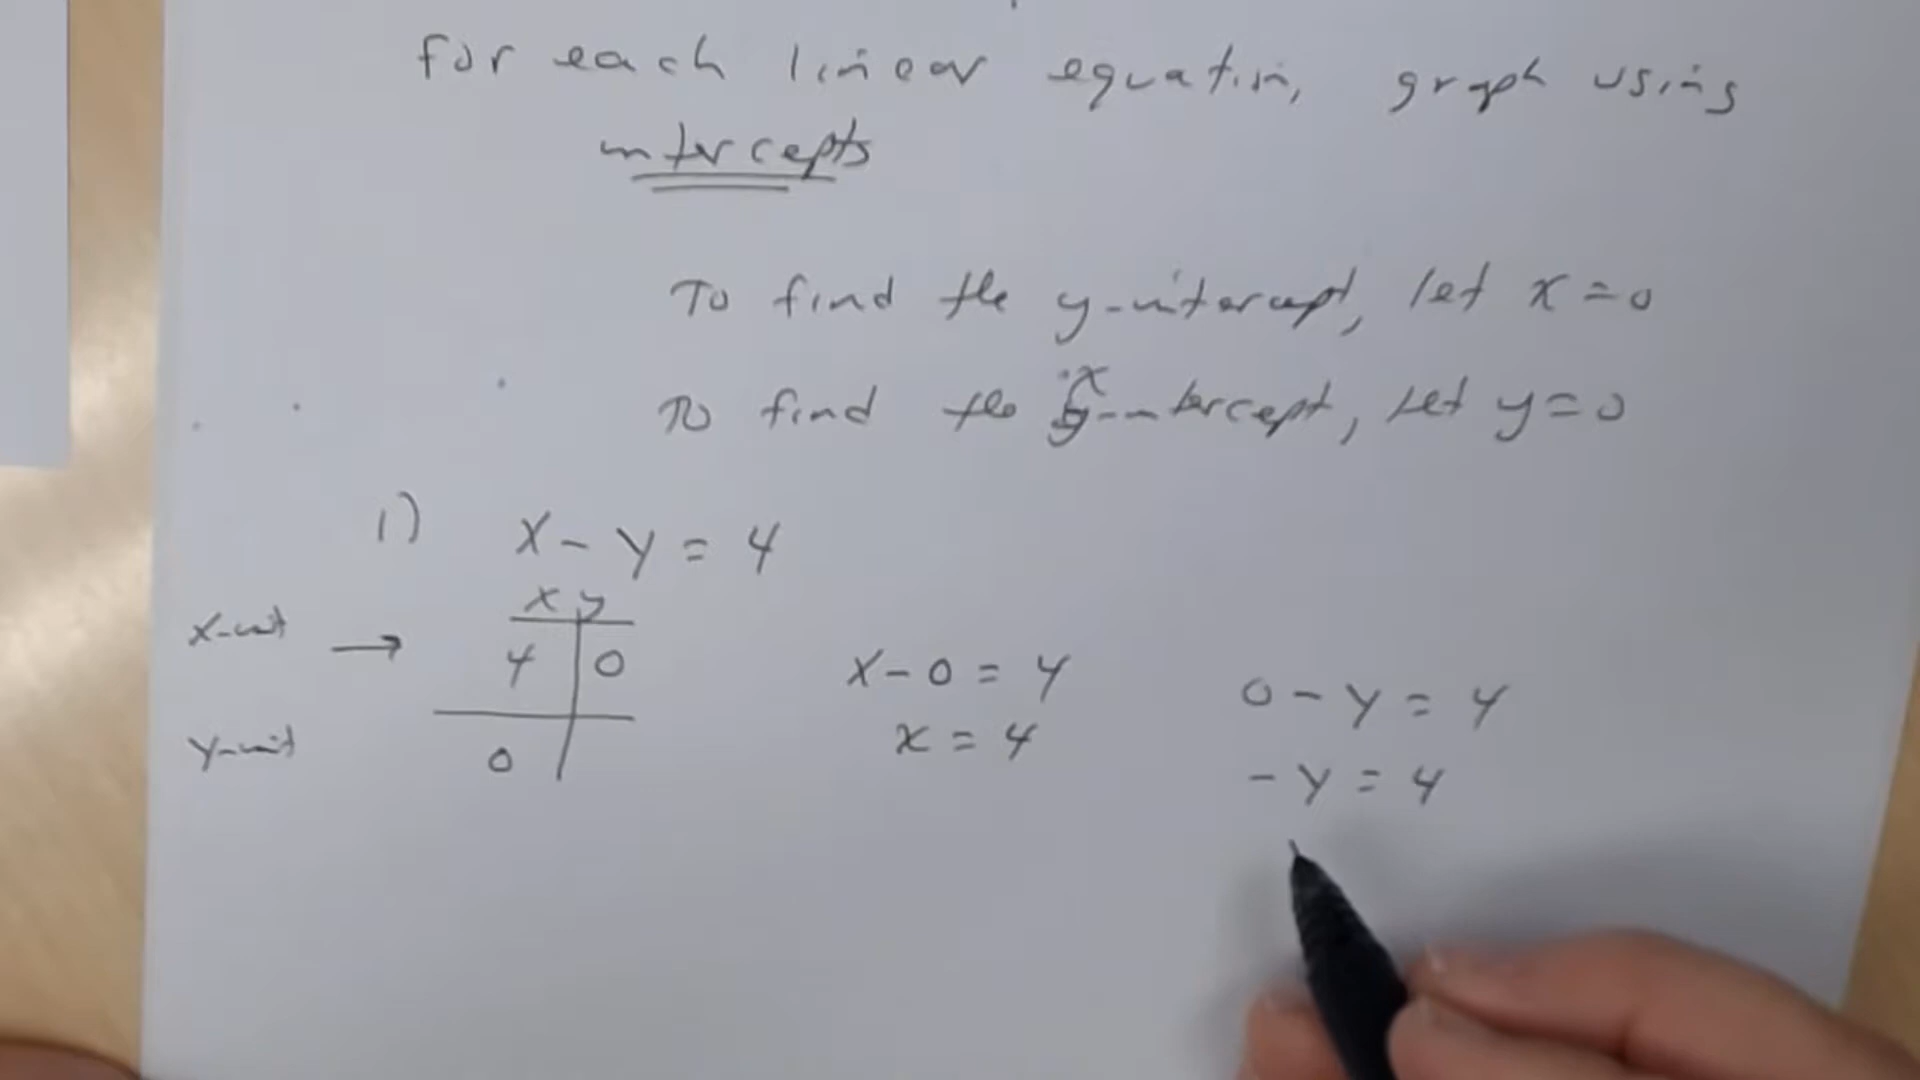 for each linear equation, graph using
intercepts
To find the y-intercept, let x = 0
To find the x-intercept, let y = 0
1) x - y = 4
x y
x-int → 4 0
y-int 0
x - 0 = 4
x = 4
0 - y = 4
- y = 4